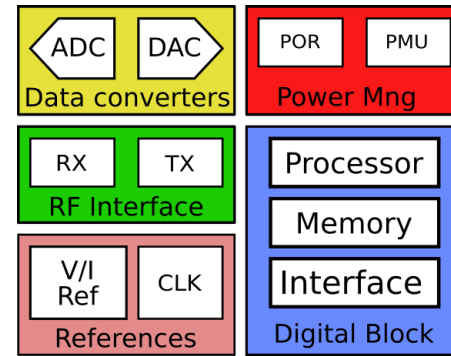 ADC
DAC
Data converters
POR
PMU
Power Mng
RX
TX
RF Interface
V/I
Ref
CLK
References
Processor
Memory
Interface
Digital Block